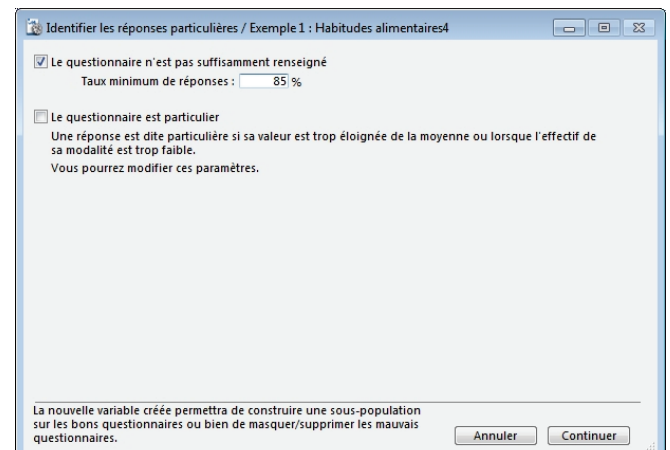 Identifier les réponses particulières / Exemple 1 : Habitudes alimentaires4
Le questionnaire n'est pas suffisamment renseigné
Taux minimum de réponses : 85 %
Le questionnaire est particulier
Une réponse est dite particulière si sa valeur est trop éloignée de la moyenne ou lorsque l'effectif de
sa modalité est trop faible.
Vous pourrez modifier ces paramètres.
La nouvelle variable créée permettra de construire une sous-population
sur les bons questionnaires ou bien de masquer/supprimer les mauvais
questionnaires.
Annuler Continuer